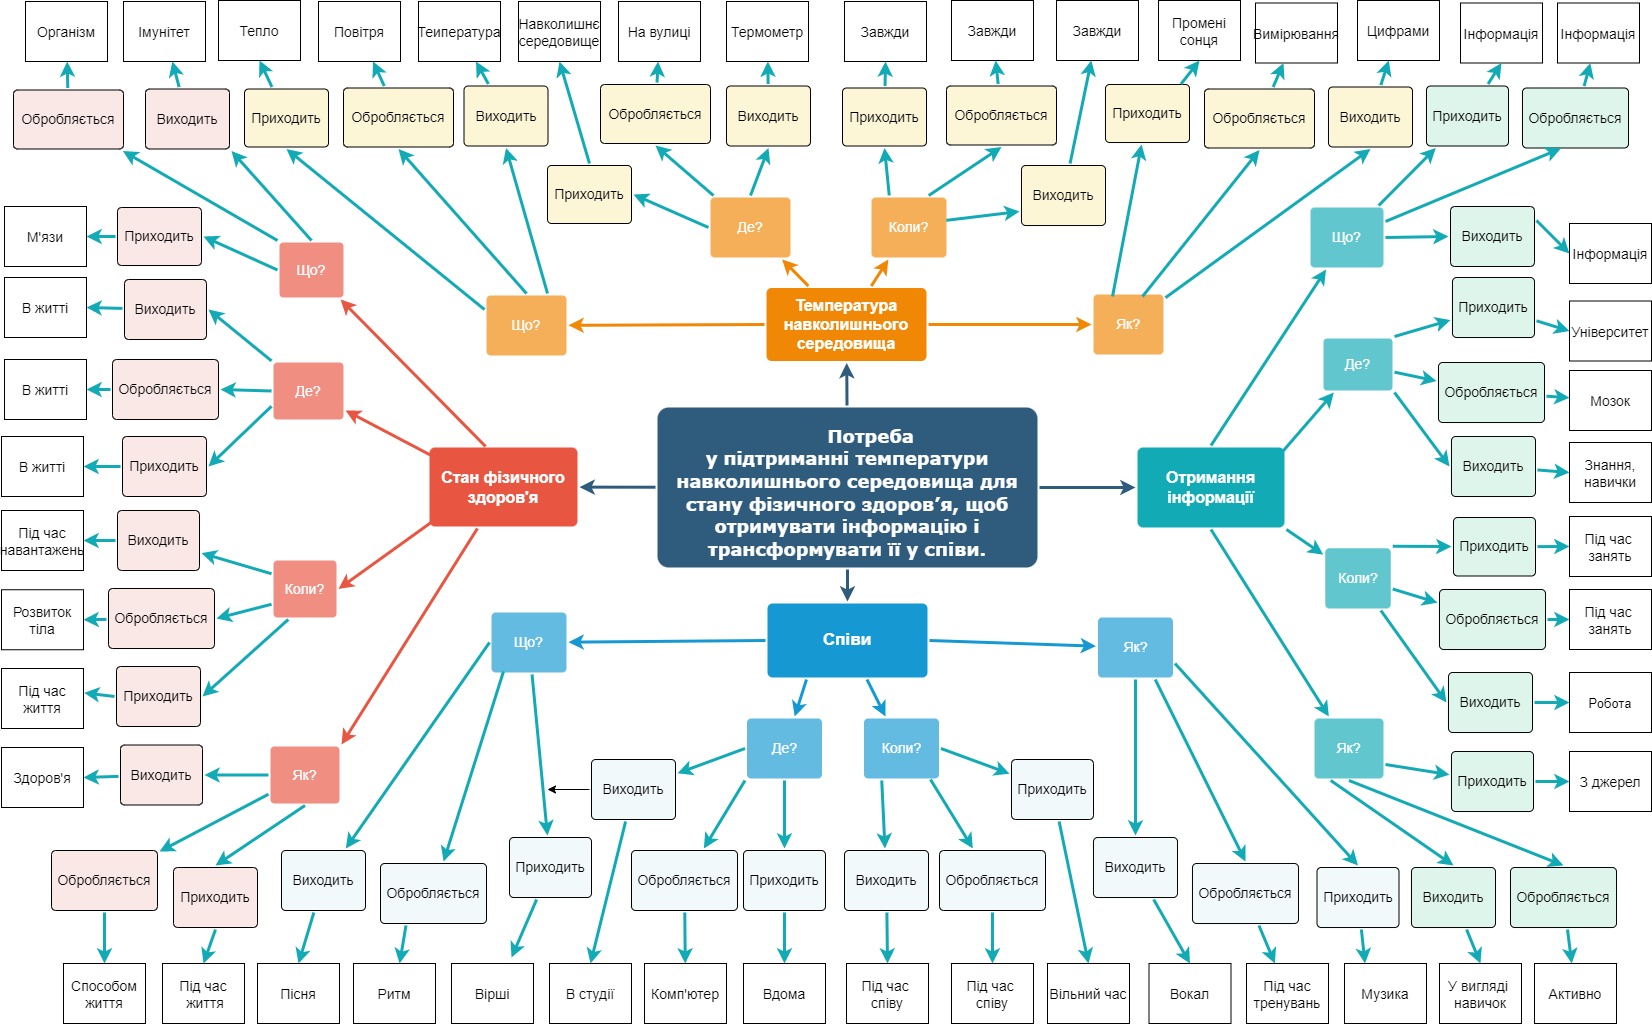 Організм
Імунітет
Тепло
Повітря
Теипература
Навколишнє
середовище
На вулиці
Термометр
Завжди
Завжди
Завжди
Промені
сонця
Вимірювання
Цифрами
Інформація
Інформація
Обробляється
Виходить
Приходить
Обробляється
Виходить
Обробляється
Виходить
Приходить
Обробляється
Приходить
Обробляється
Виходить
Приходить
Обробляється
Приходить
Виходить
М'язи
Приходить
Що?
Де?
Коли?
Що?
Виходить
Інформація
В житті
Виходить
Що?
Температура
навколишнього
середовища
Як?
Приходить
Університет
В житті
Обробляється
Де?
Де?
Обробляється
Мозок
В житті
Приходить
Стан фізичного
здоров'я
Потреба
у підтриманні температури
навколишнього середовища для
стану фізичного здоров’я, щоб
отримувати інформацію і
трансформувати її у співи.
Отримання
інформації
Виходить
Знання,
навички
Під час
навантажень
Виходить
Приходить
Під час
занять
Коли?
Коли?
Розвиток
тіла
Обробляється
Обробляється
Під час
занять
Що?
Співи
Як?
Під час
життя
Приходить
Виходить
Робота
Здоров'я
Виходить
Як?
Де?
Коли?
Як?
Приходить
З джерел
Виходить
Приходить
Обробляється
Приходить
Виходить
Обробляється
Приходить
Обробляється
Приходить
Виходить
Обробляється
Виходить
Обробляється
Приходить
Виходить
Обробляється
Способом
життя
Під час
життя
Пісня
Ритм
Вірші
В студії
Комп'ютер
Вдома
Під час
співу
Під час
співу
Вільний час
Вокал
Під час
тренувань
Музика
У вигляді
навичок
Активно